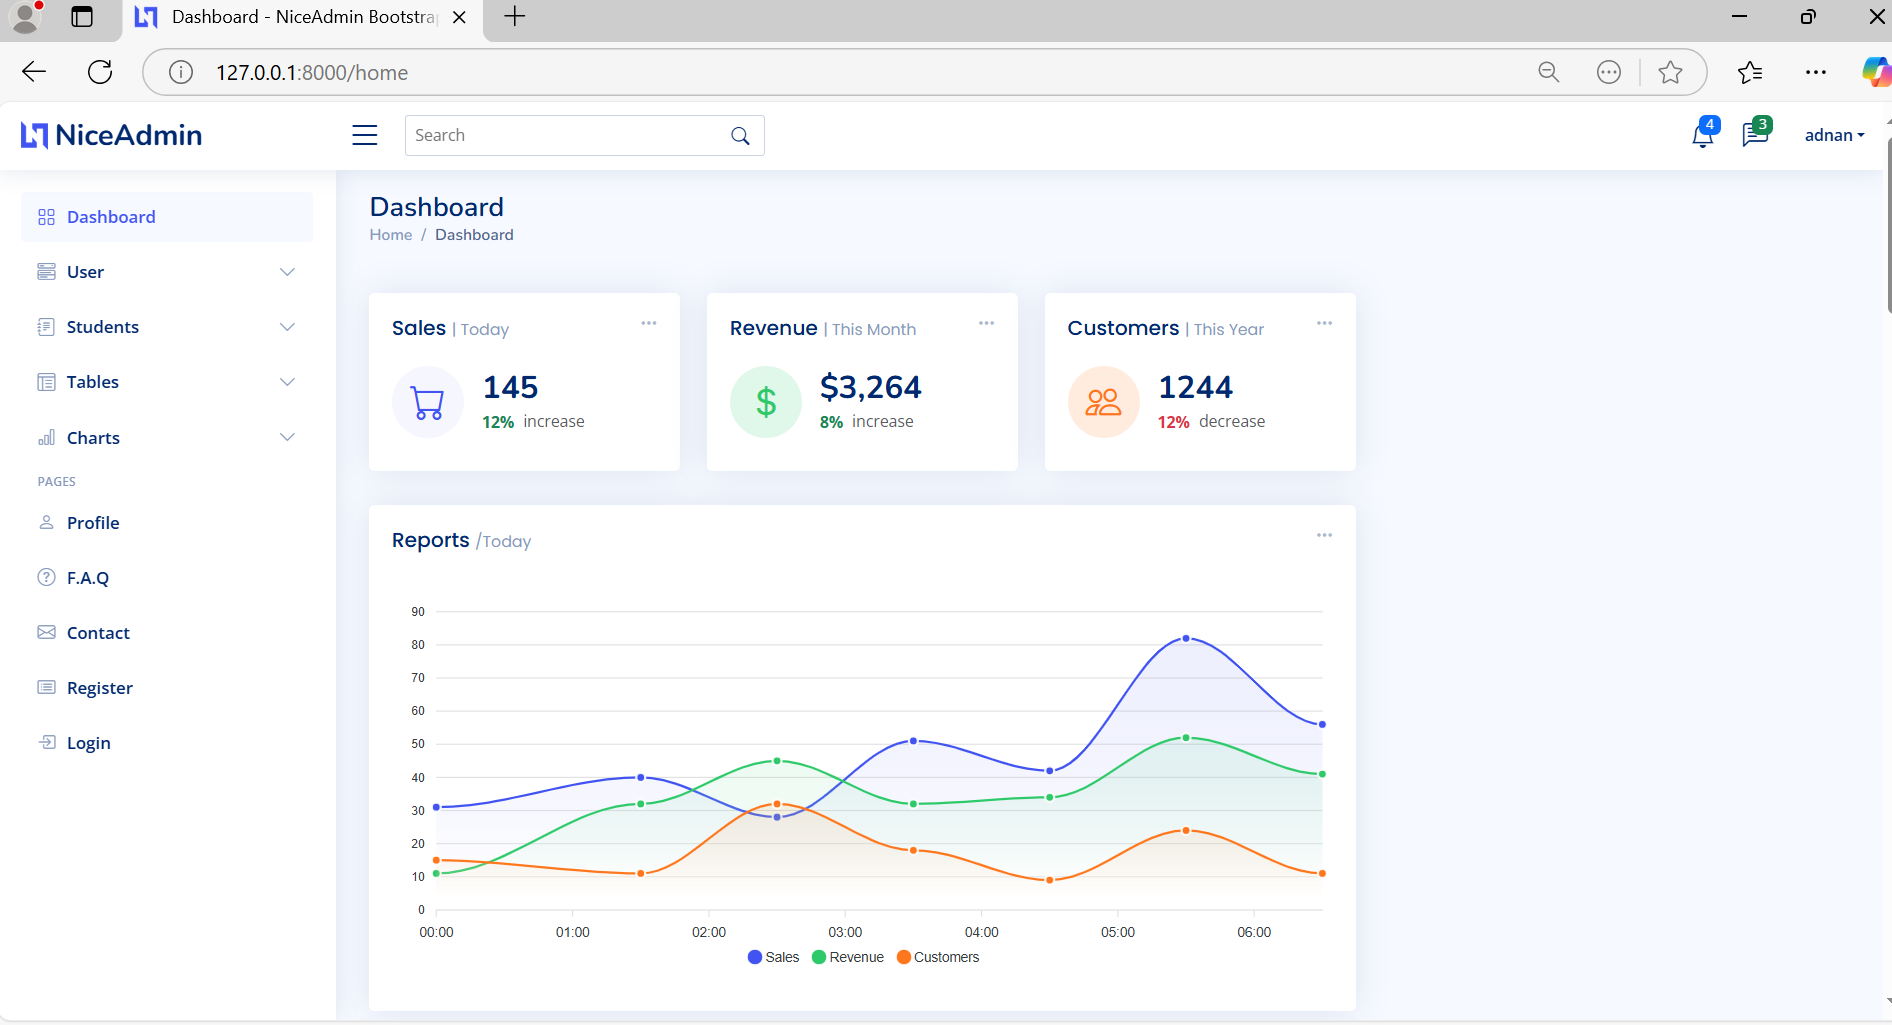 Dashboard - NiceAdmin Bootstra
127.0.0.1:8000/home
NiceAdmin
Search
4
3
adnan
Dashboard
User
Students
Tables
Charts
PAGES
Profile
F.A.Q
Contact
Register
Login
Dashboard
Home / Dashboard
Sales | Today
145
12% increase
Revenue | This Month
$3,264
8% increase
Customers | This Year
1244
12% decrease
Reports /Today
90
80
70
60
50
40
30
20
10
0
00:00 01:00 02:00 03:00 04:00 05:00 06:00
Sales Revenue Customers